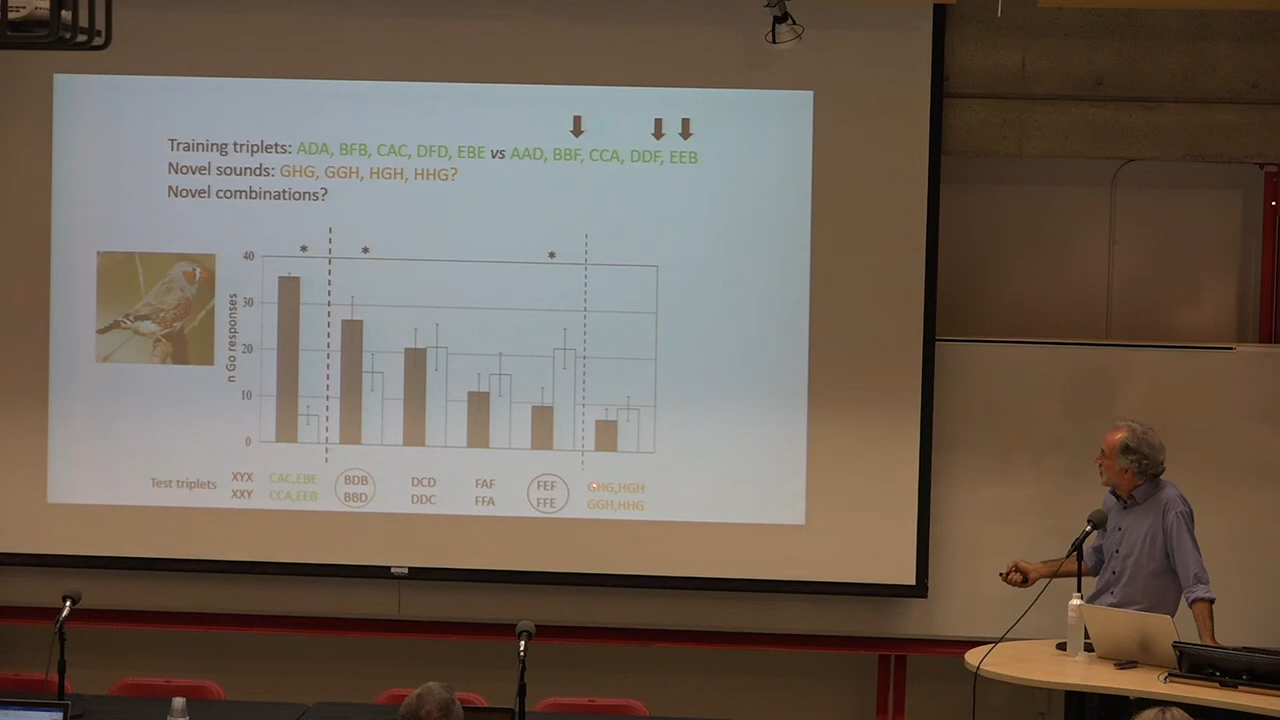 Training triplets: ADA, BFB, CAC, DFD, EBE vs AAD, BBF, CCA, DDF, EEB
Novel sounds: GHG, GGH, HGH, HHG?
Novel combinations?
* * *
40
30
20
10
0
n Go responses
Test triplets
XYX CAC,EBE BDB DCD FAF FEF GHG,HGH
XXY CCA,EEB BBD DDC FFA FFE GGH,HHG